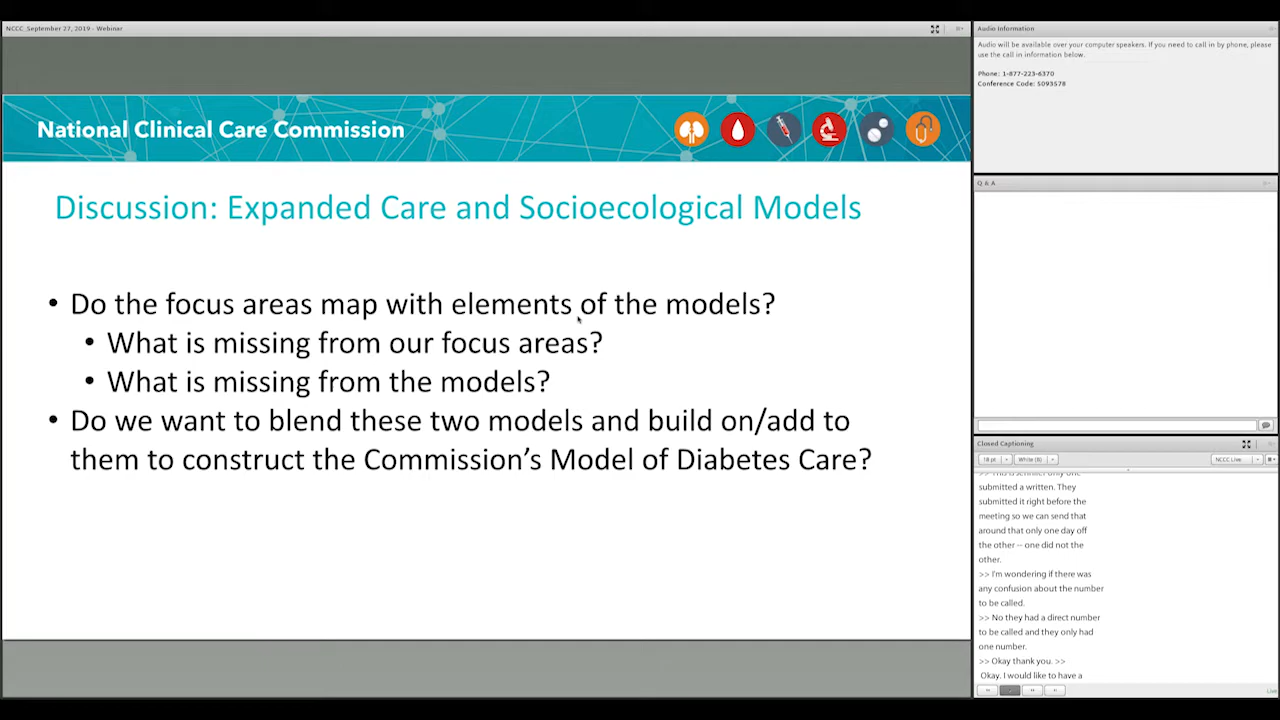 NCCC_September 27, 2019 - Webinar
National Clinical Care Commission
Discussion: Expanded Care and Socioecological Models
• Do the focus areas map with elements of the models?
• What is missing from our focus areas?
• What is missing from the models?
• Do we want to blend these two models and build on/add to
them to construct the Commission's Model of Diabetes Care?
Audio Information
Audio will be available over your computer speakers. If you need to call in by phone, please
use the call in information below.
Phone: 1-877-223-6370
Conference Code: 5093578
Q & A
Closed Captioning
18 pt
White (B)
NCCC Live
submitted a written. They
submitted it right before the
meeting so we can send that
around that only one day off
the other -- one did not the
other.
>> I'm wondering if there was
any confusion about the number
to be called.
>> No they had a direct number
to be called and they only had
one number.
>> Okay thank you. >>
Okay. I would like to have a
Live